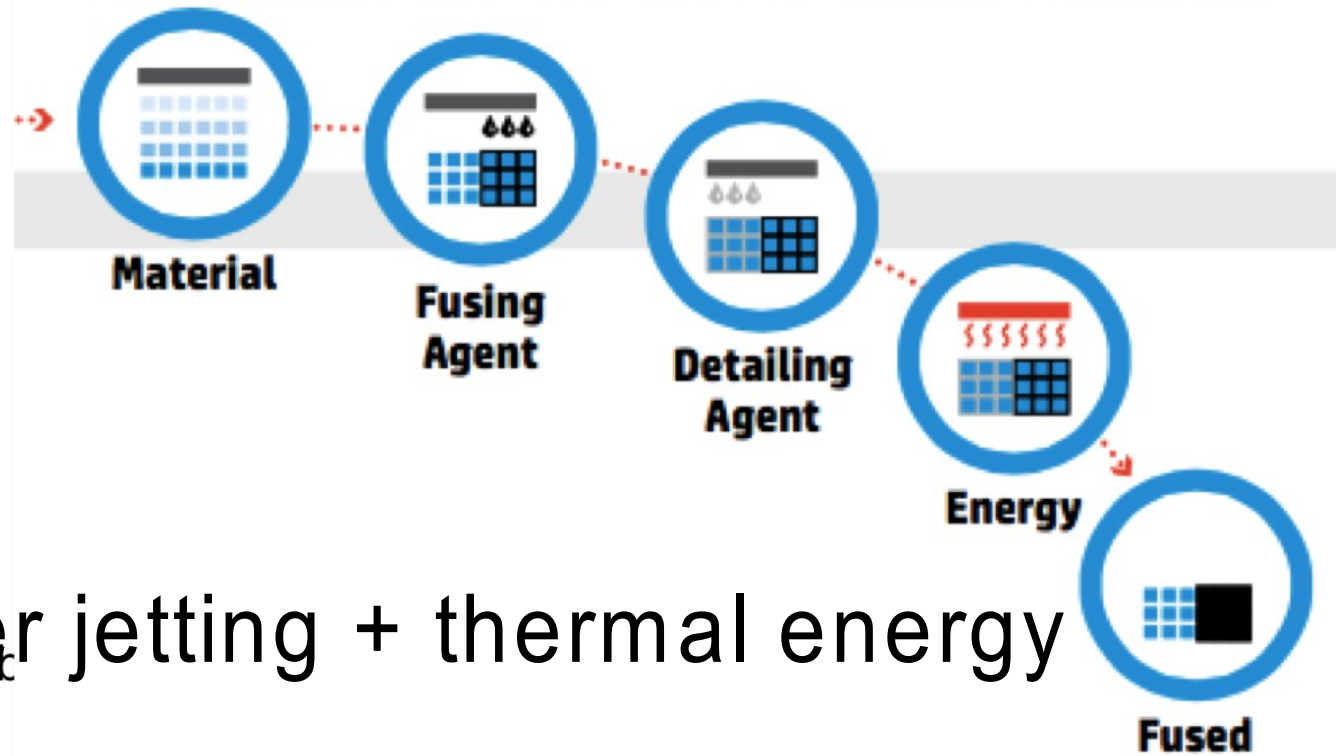 Material
Fusing
Agent
Detailing
Agent
Energy
r jetting + thermal energy
Fused